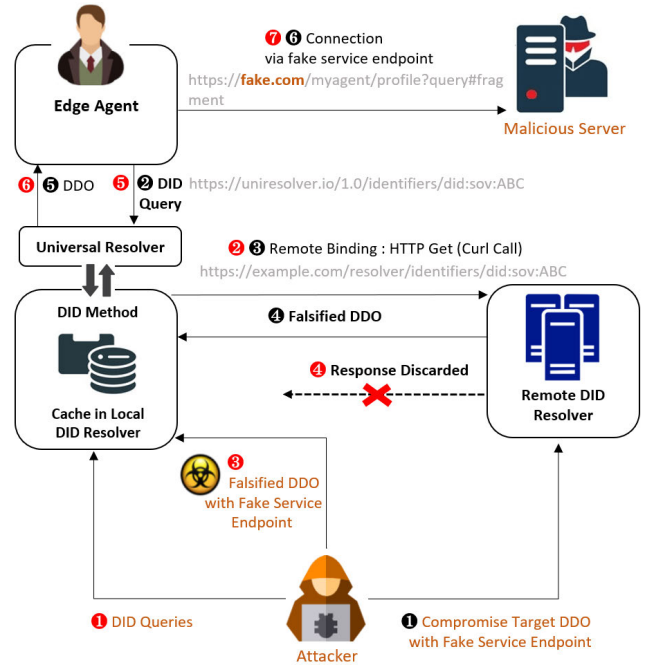 ❼ ❻ Connection
via fake service endpoint
https://fake.com/myagent/profile?query#frag
ment
Edge Agent
Malicious Server
❻ ❺ DDO
❺ ❷ DID
Query
https://uniresolver.io/1.0/identifiers/did:sov:ABC
Universal Resolver
❷ ❸ Remote Binding : HTTP Get (Curl Call)
https://example.com/resolver/identifiers/did:sov:ABC
DID Method
❹ Falsified DDO
❹ Response Discarded
Cache in Local
DID Resolver
Remote DID
Resolver
❸
Falsified DDO
with Fake Service
Endpoint
❶ DID Queries
❶ Compromise Target DDO
with Fake Service Endpoint
Attacker